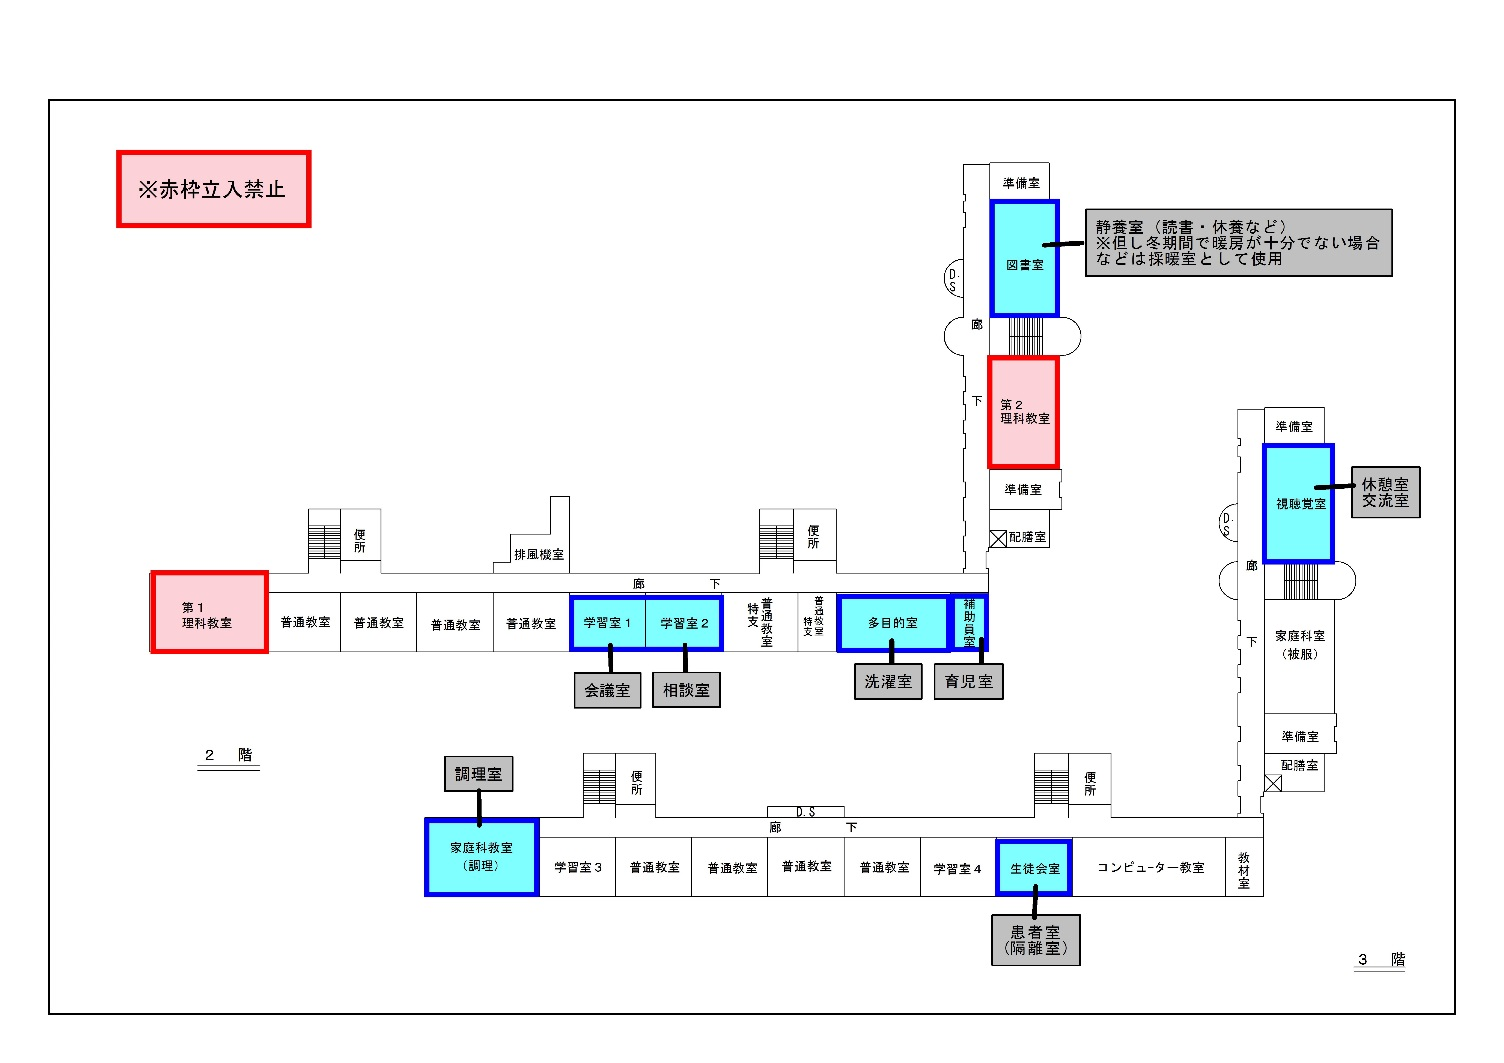 ※赤枠立入禁止
準備室
図書室
静養室（読書・休養など）
※但し冬期間で暖房が十分でない場合
などは採暖室として使用
D.
S
廊
下
第２
理科教室
準備室
配膳室
便
所
排風機室
便
所
廊　下
第１
理科教室
普通教室
普通教室
普通教室
普通教室
学習室１
学習室２
普通教室
特支
普通教室
特支
多目的室
補助員室
会議室
相談室
洗濯室
育児室
２　階
準備室
視聴覚室
休憩室
交流室
D.
S
廊
下
家庭科室
（被服）
準備室
配膳室
調理室
便
所
便
所
D.S
廊　下
家庭科教室
（調理）
学習室３
普通教室
普通教室
普通教室
普通教室
学習室４
生徒会室
コンピューター教室
教材室
患者室
（隔離室）
３　階